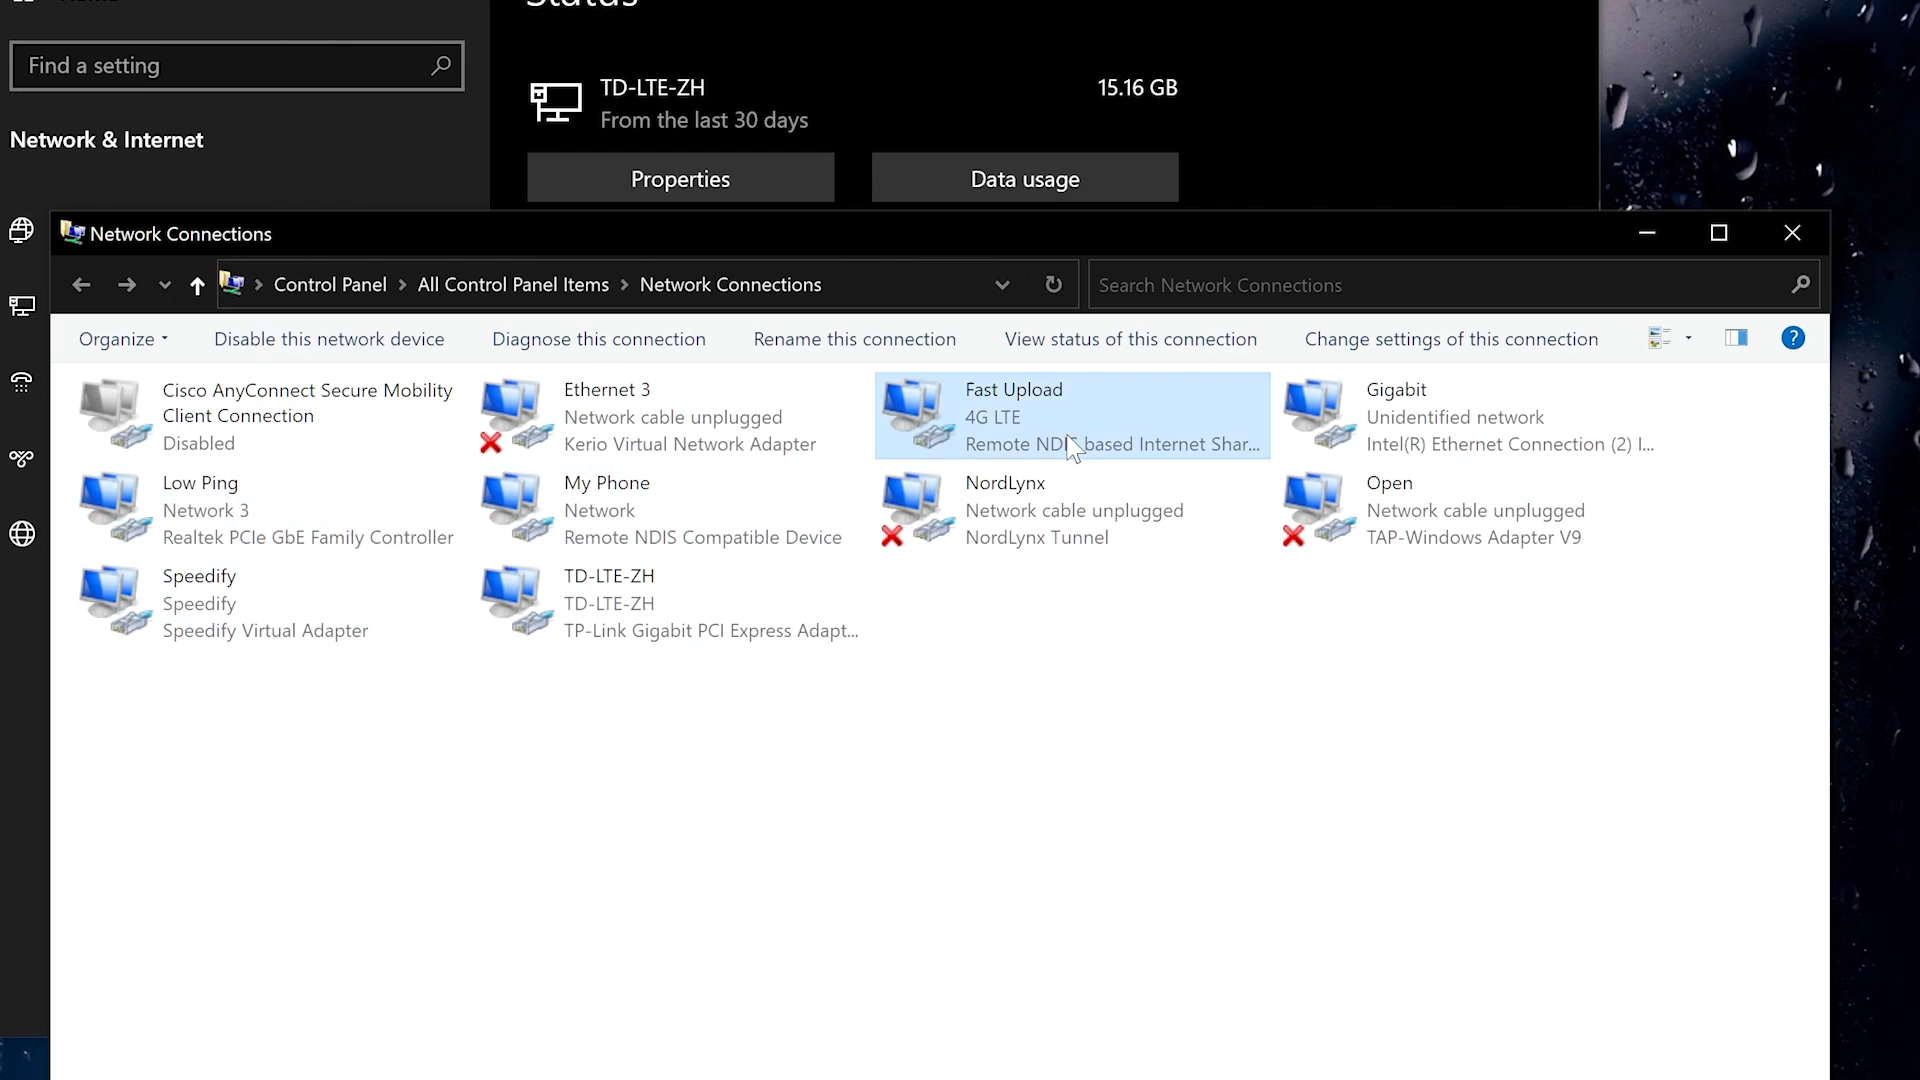 Status
Find a setting
TD-LTE-ZH
15.16 GB
From the last 30 days
Network & Internet
Properties
Data usage
Network Connections
Control Panel > All Control Panel Items > Network Connections
Search Network Connections
Organize
Disable this network device
Diagnose this connection
Rename this connection
View status of this connection
Change settings of this connection
?
Cisco AnyConnect Secure Mobility
Client Connection
Disabled
Ethernet 3
Network cable unplugged
Kerio Virtual Network Adapter
Fast Upload
4G LTE
Remote NDIS based Internet Shar...
Gigabit
Unidentified network
Intel(R) Ethernet Connection (2) I...
Low Ping
Network 3
Realtek PCIe GbE Family Controller
My Phone
Network
Remote NDIS Compatible Device
NordLynx
Network cable unplugged
NordLynx Tunnel
Open
Network cable unplugged
TAP-Windows Adapter V9
Speedify
Speedify
Speedify Virtual Adapter
TD-LTE-ZH
TD-LTE-ZH
TP-Link Gigabit PCI Express Adapt...